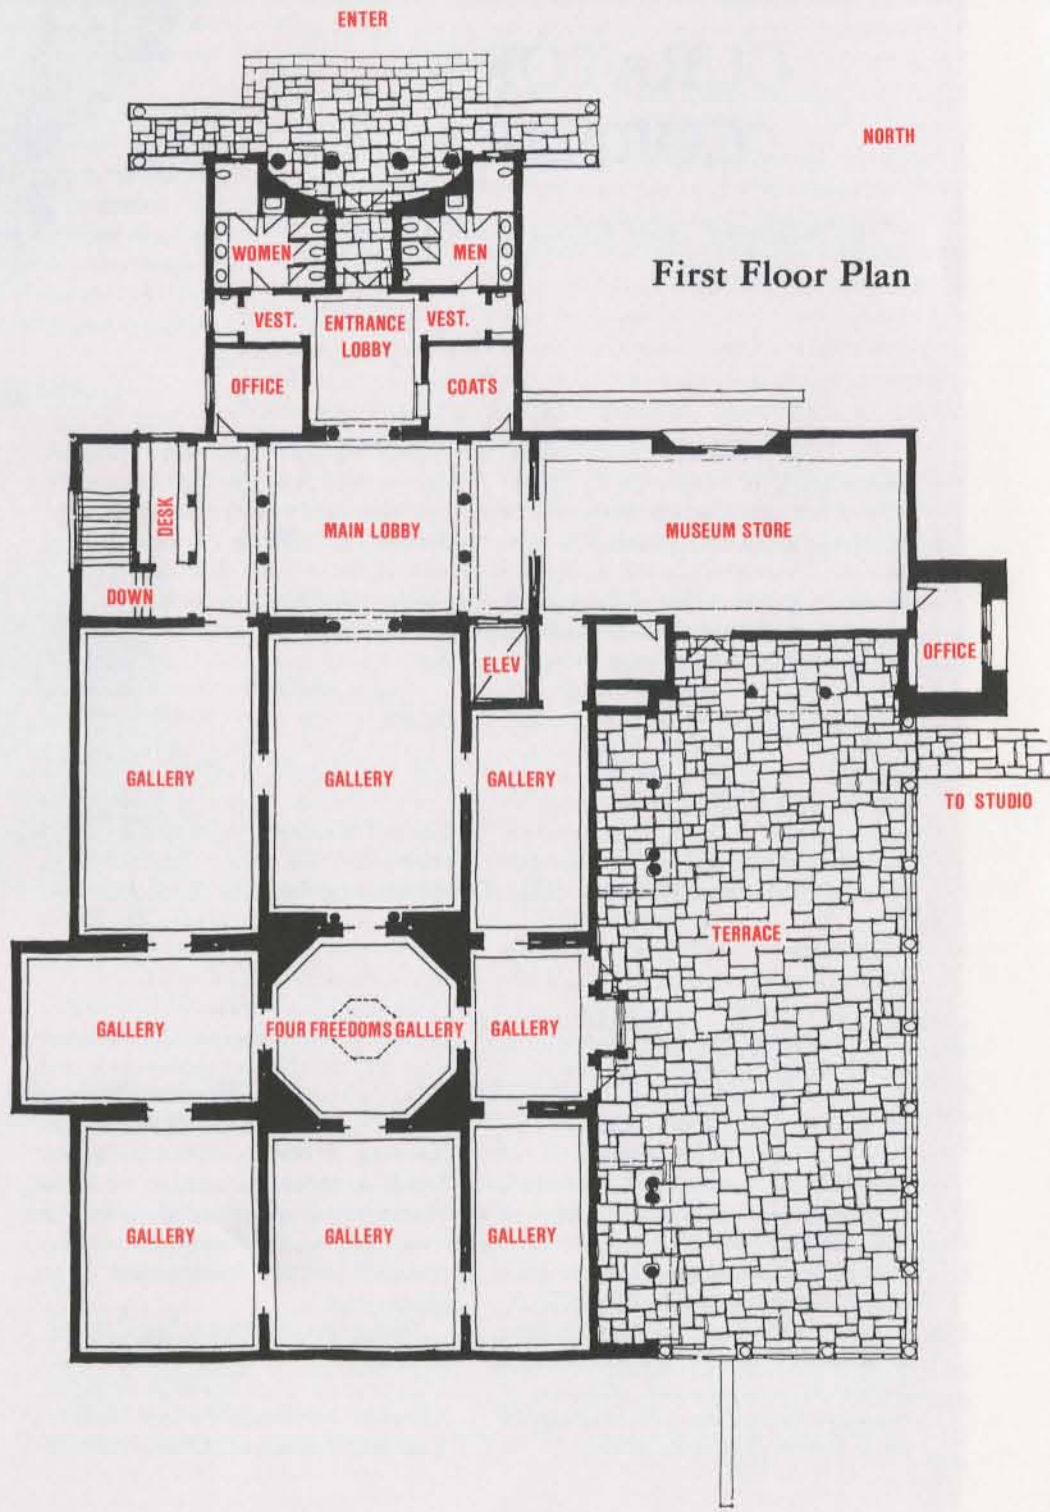 ENTER
NORTH
First Floor Plan
WOMEN
MEN
VEST.
ENTRANCE
LOBBY
VEST.
OFFICE
COATS
DESK
MAIN LOBBY
MUSEUM STORE
DOWN
ELEV
OFFICE
GALLERY
GALLERY
GALLERY
TO STUDIO
TERRACE
GALLERY
FOUR FREEDOMS GALLERY
GALLERY
GALLERY
GALLERY
GALLERY